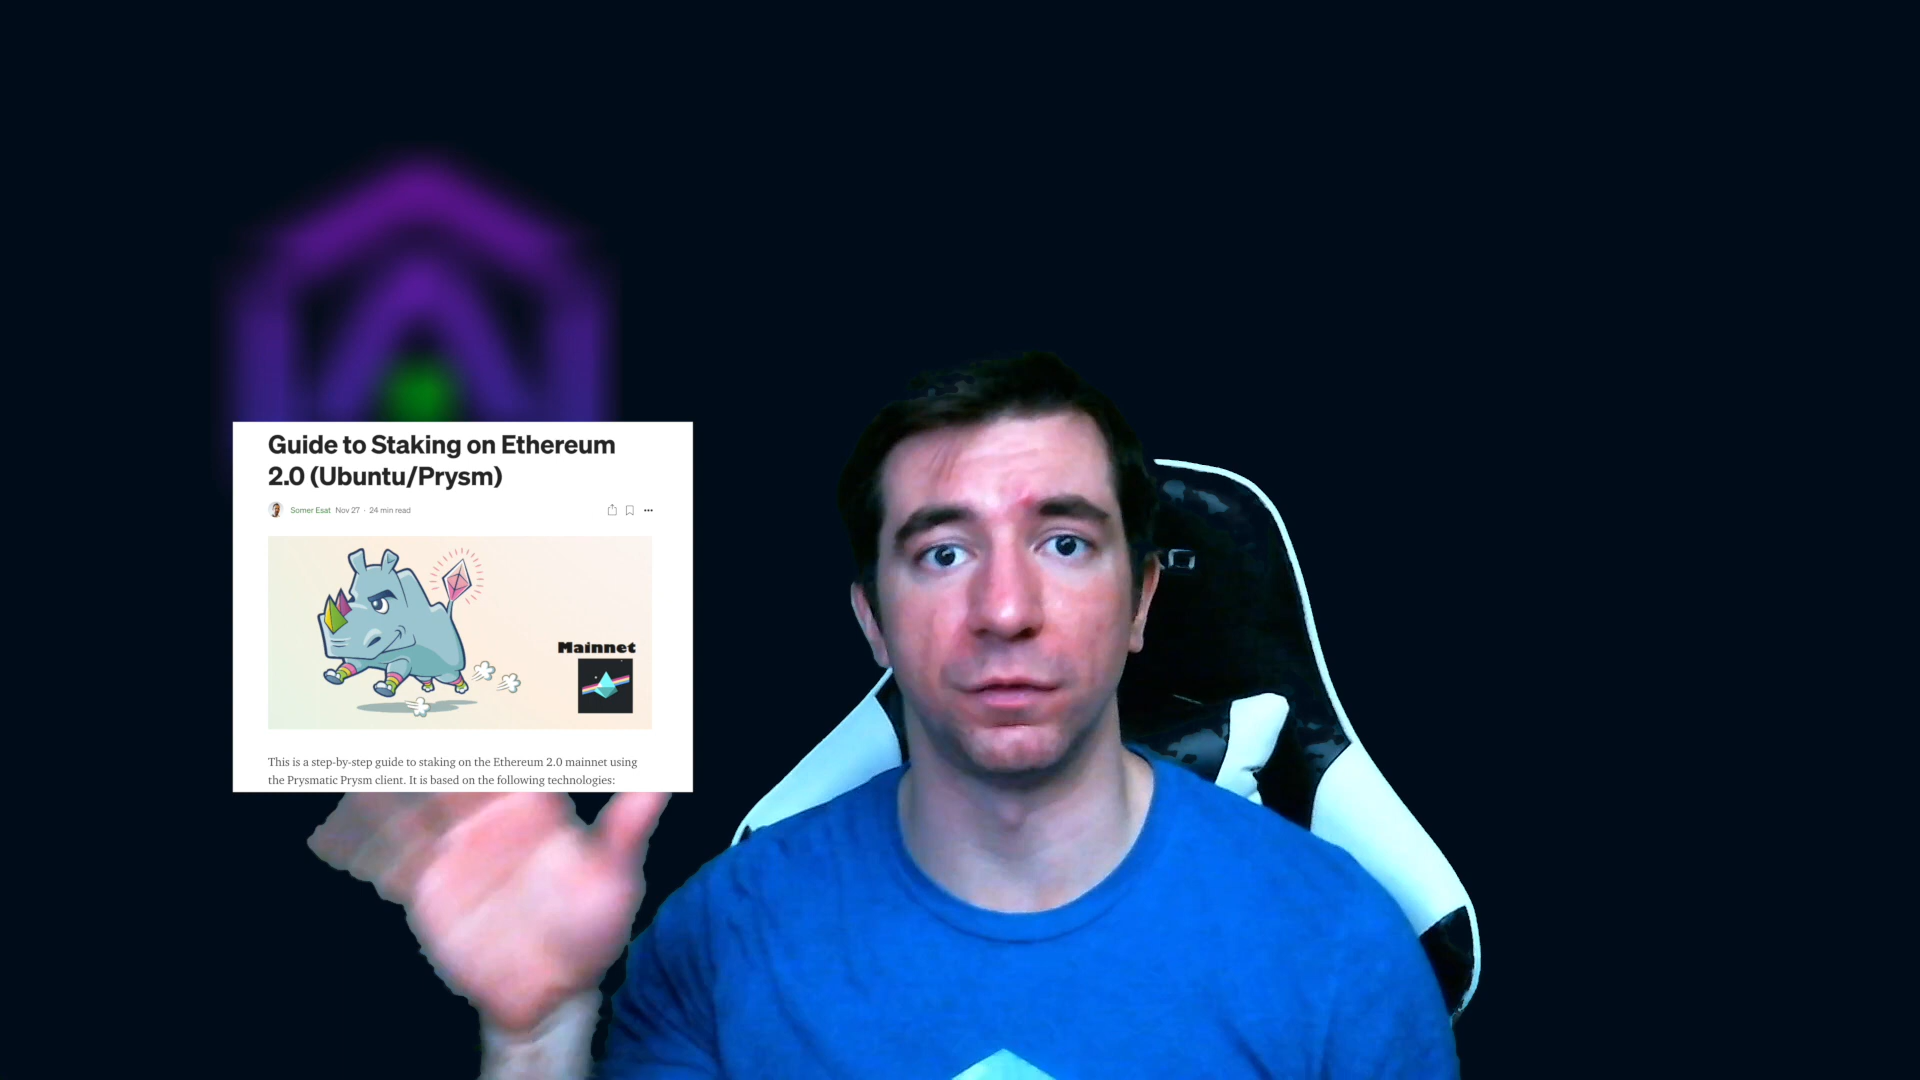 Guide to Staking on Ethereum
2.0 (Ubuntu/Prysm)
Somer Esat Nov 27 · 24 min read
Mainnet
This is a step-by-step guide to staking on the Ethereum 2.0 mainnet using
the Prysmatic Prysm client. It is based on the following technologies: